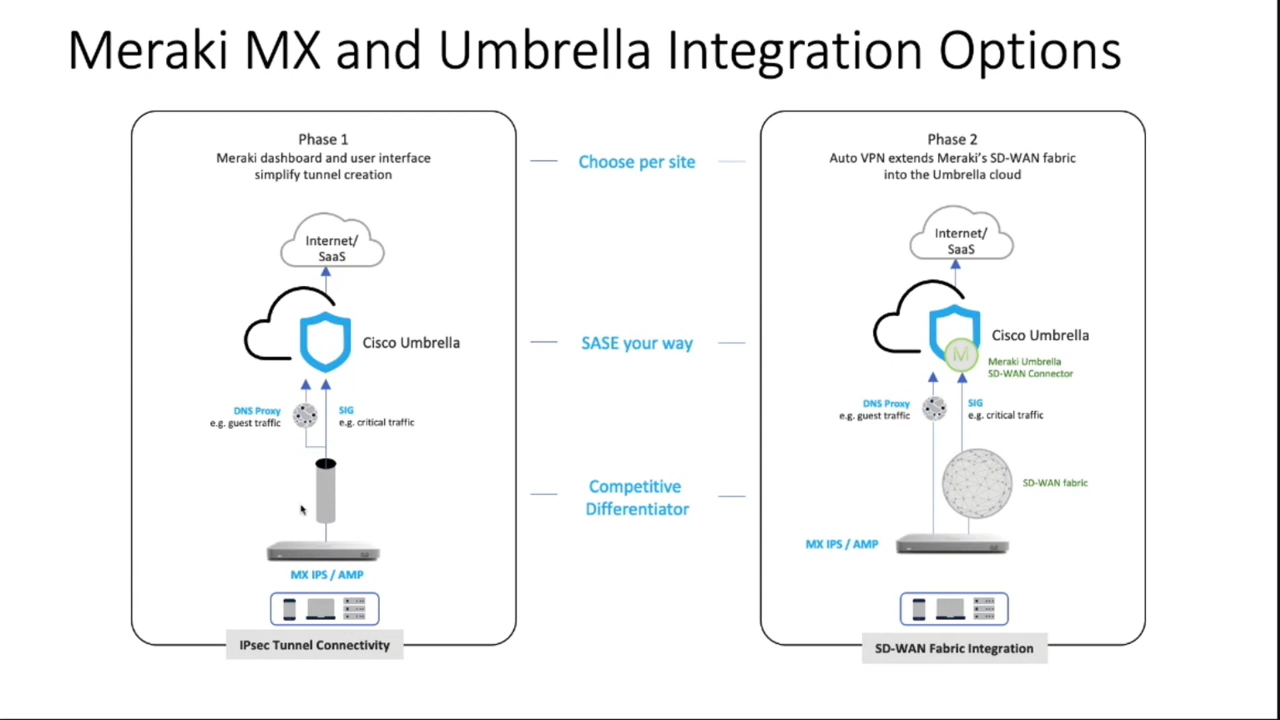 Meraki MX and Umbrella Integration Options
Phase 1
Meraki dashboard and user interface
simplify tunnel creation
Internet/
SaaS
Cisco Umbrella
DNS Proxy
e.g. guest traffic
SIG
e.g. critical traffic
MX IPS / AMP
IPsec Tunnel Connectivity
Choose per site
SASE your way
Competitive
Differentiator
Phase 2
Auto VPN extends Meraki's SD-WAN fabric
into the Umbrella cloud
Internet/
SaaS
Cisco Umbrella
M
Meraki Umbrella
SD-WAN Connector
DNS Proxy
e.g. guest traffic
SIG
e.g. critical traffic
SD-WAN fabric
MX IPS / AMP
SD-WAN Fabric Integration